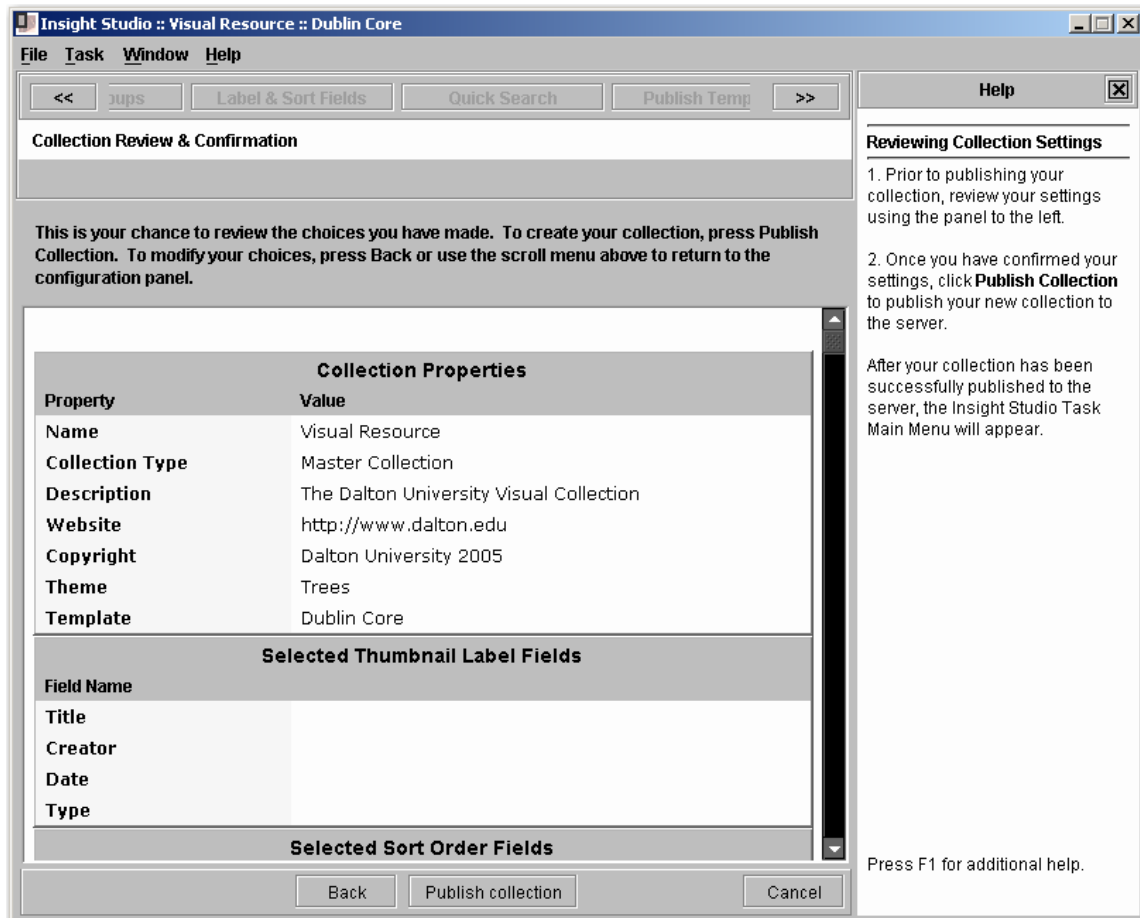 Insight Studio :: Visual Resource :: Dublin Core
File Task Window Help
<< oups Label & Sort Fields Quick Search Publish Temp >>
Collection Review & Confirmation
This is your chance to review the choices you have made. To create your collection, press Publish
Collection. To modify your choices, press Back or use the scroll menu above to return to the
configuration panel.
Collection Properties
Property Value
Name Visual Resource
Collection Type Master Collection
Description The Dalton University Visual Collection
Website http://www.dalton.edu
Copyright Dalton University 2005
Theme Trees
Template Dublin Core
Selected Thumbnail Label Fields
Field Name
Title
Creator
Date
Type
Selected Sort Order Fields
Back Publish collection Cancel
Help
Reviewing Collection Settings
1. Prior to publishing your
collection, review your settings
using the panel to the left.
2. Once you have confirmed your
settings, click Publish Collection
to publish your new collection to
the server.
After your collection has been
successfully published to the
server, the Insight Studio Task
Main Menu will appear.
Press F1 for additional help.